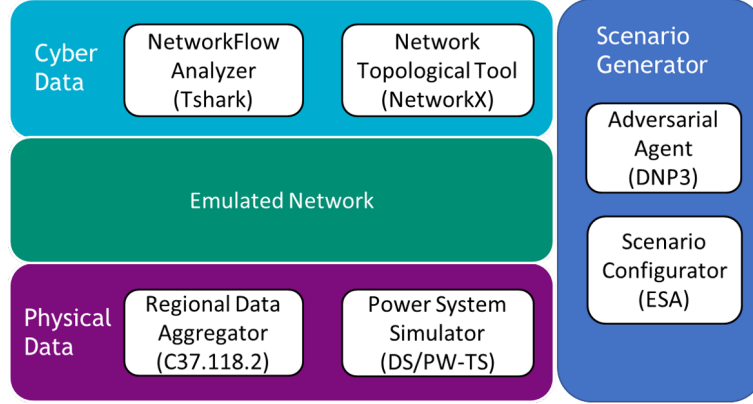 Cyber
Data
NetworkFlow
Analyzer
(Tshark)
Network
Topological Tool
(NetworkX)
Emulated Network
Physical
Data
Regional Data
Aggregator
(C37.118.2)
Power System
Simulator
(DS/PW-TS)
Scenario
Generator
Adversarial
Agent
(DNP3)
Scenario
Configurator
(ESA)